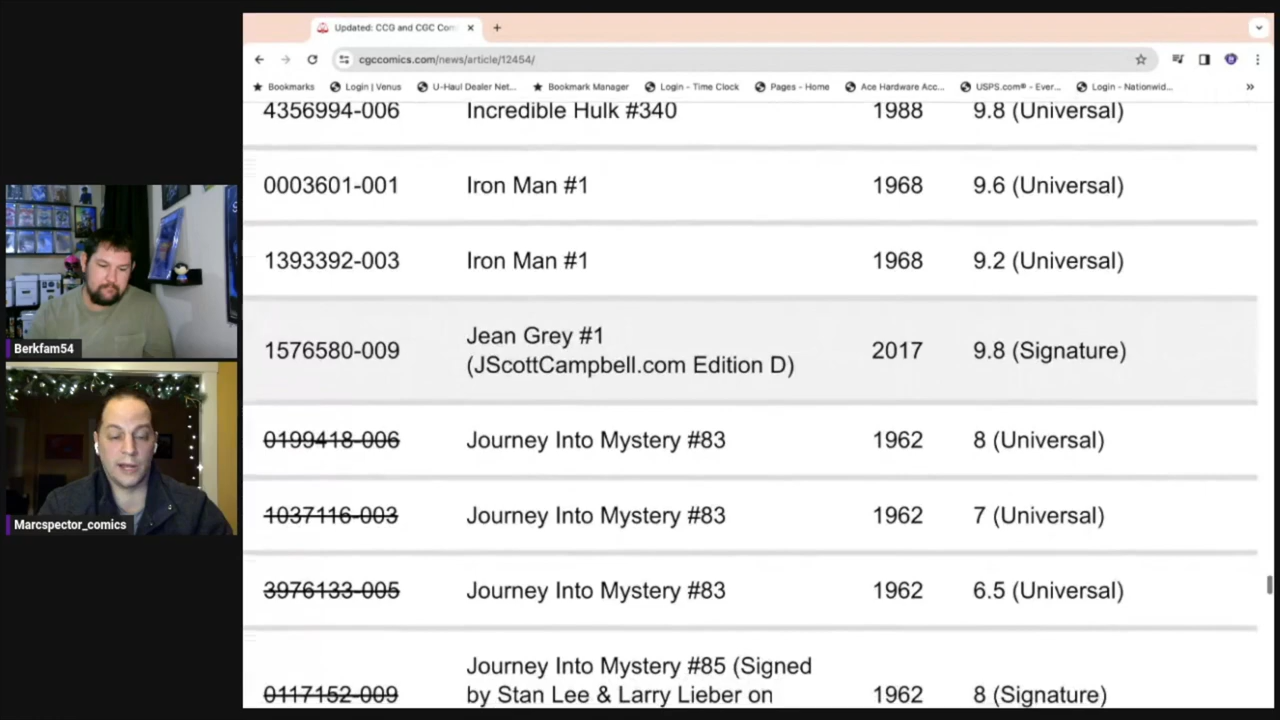 Updated: CCG and CGC Com
cgccomics.com/news/article/12454/
Bookmarks Login | Venus U-Haul Dealer Net... Bookmark Manager Login - Time Clock Pages - Home Ace Hardware Acc... USPS.com® - Ever... Login - Nationwid...
4356994-006 Incredible Hulk #340 1988 9.8 (Universal)
0003601-001 Iron Man #1 1968 9.6 (Universal)
1393392-003 Iron Man #1 1968 9.2 (Universal)
1576580-009 Jean Grey #1 (JScottCampbell.com Edition D) 2017 9.8 (Signature)
0199418-006 Journey Into Mystery #83 1962 8 (Universal)
1037116-003 Journey Into Mystery #83 1962 7 (Universal)
3976133-005 Journey Into Mystery #83 1962 6.5 (Universal)
0117152-009 Journey Into Mystery #85 (Signed by Stan Lee & Larry Lieber on 1962 8 (Signature)
Berkfam54
Marcspector_comics